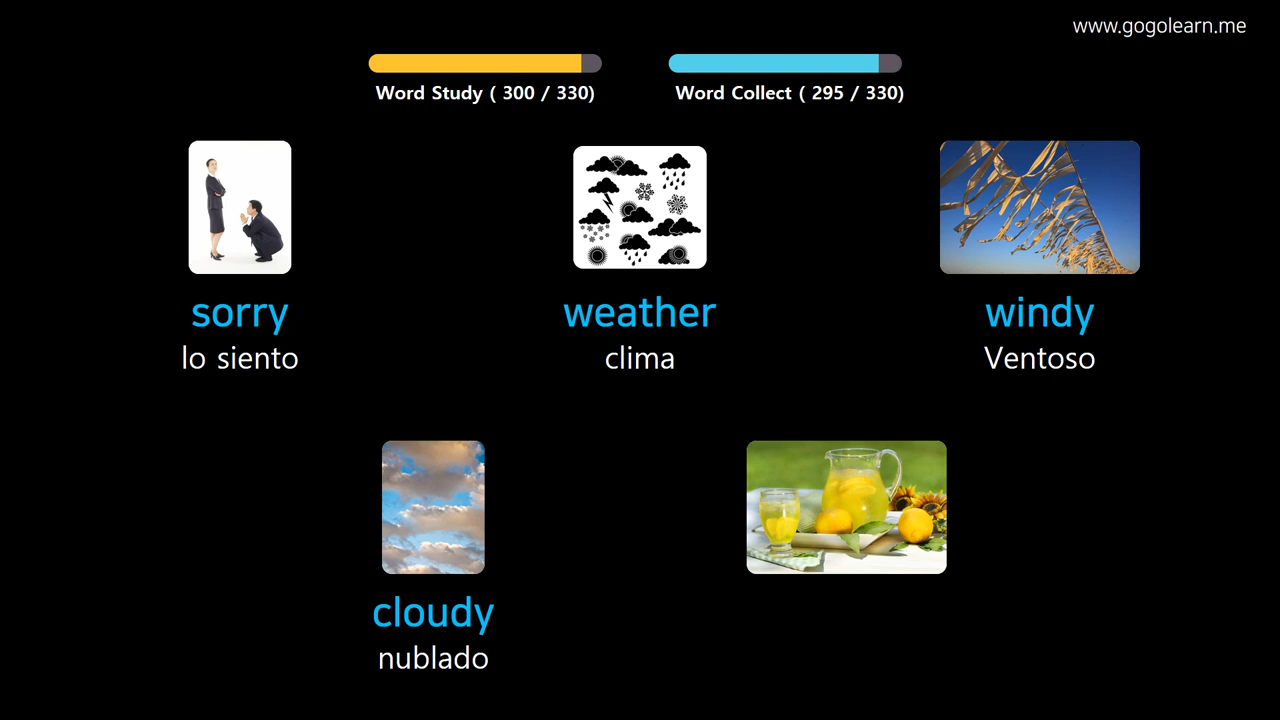 www.gogolearn.me
Word Study ( 300 / 330)
Word Collect ( 295 / 330)
sorry
lo siento
weather
clima
windy
Ventoso
cloudy
nublado